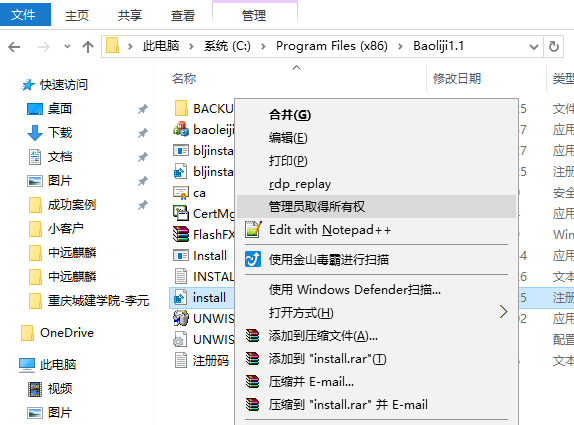 文件 主页 共享 查看 管理
此电脑 系统 (C:) Program Files (x86) Baoliji1.1
名称 修改日期 类型
快速访问
桌面
下载
文档
图片
成功案例
小客户
中远麒麟
中远麒麟
重庆城建学院-李元
OneDrive
此电脑
视频
图片
BACKU 5 文件
baoleiji 7 应用
bljinsta 0 应用
bljinsta 5 注册
ca 0 安全
CertMg 应用
FlashFX Win
Install 应用
INSTAL 应用
install 5 注册
UNWIS 02 应用
UNWIS 配置
注册码
合并(G)
编辑(E)
打印(P)
rdp_replay
管理员取得所有权
Edit with Notepad++
使用金山毒霸进行扫描
使用 Windows Defender扫描...
打开方式(H)
添加到压缩文件(A)...
添加到 "install.rar"(T)
压缩并 E-mail...
压缩到 "install.rar" 并 E-mail